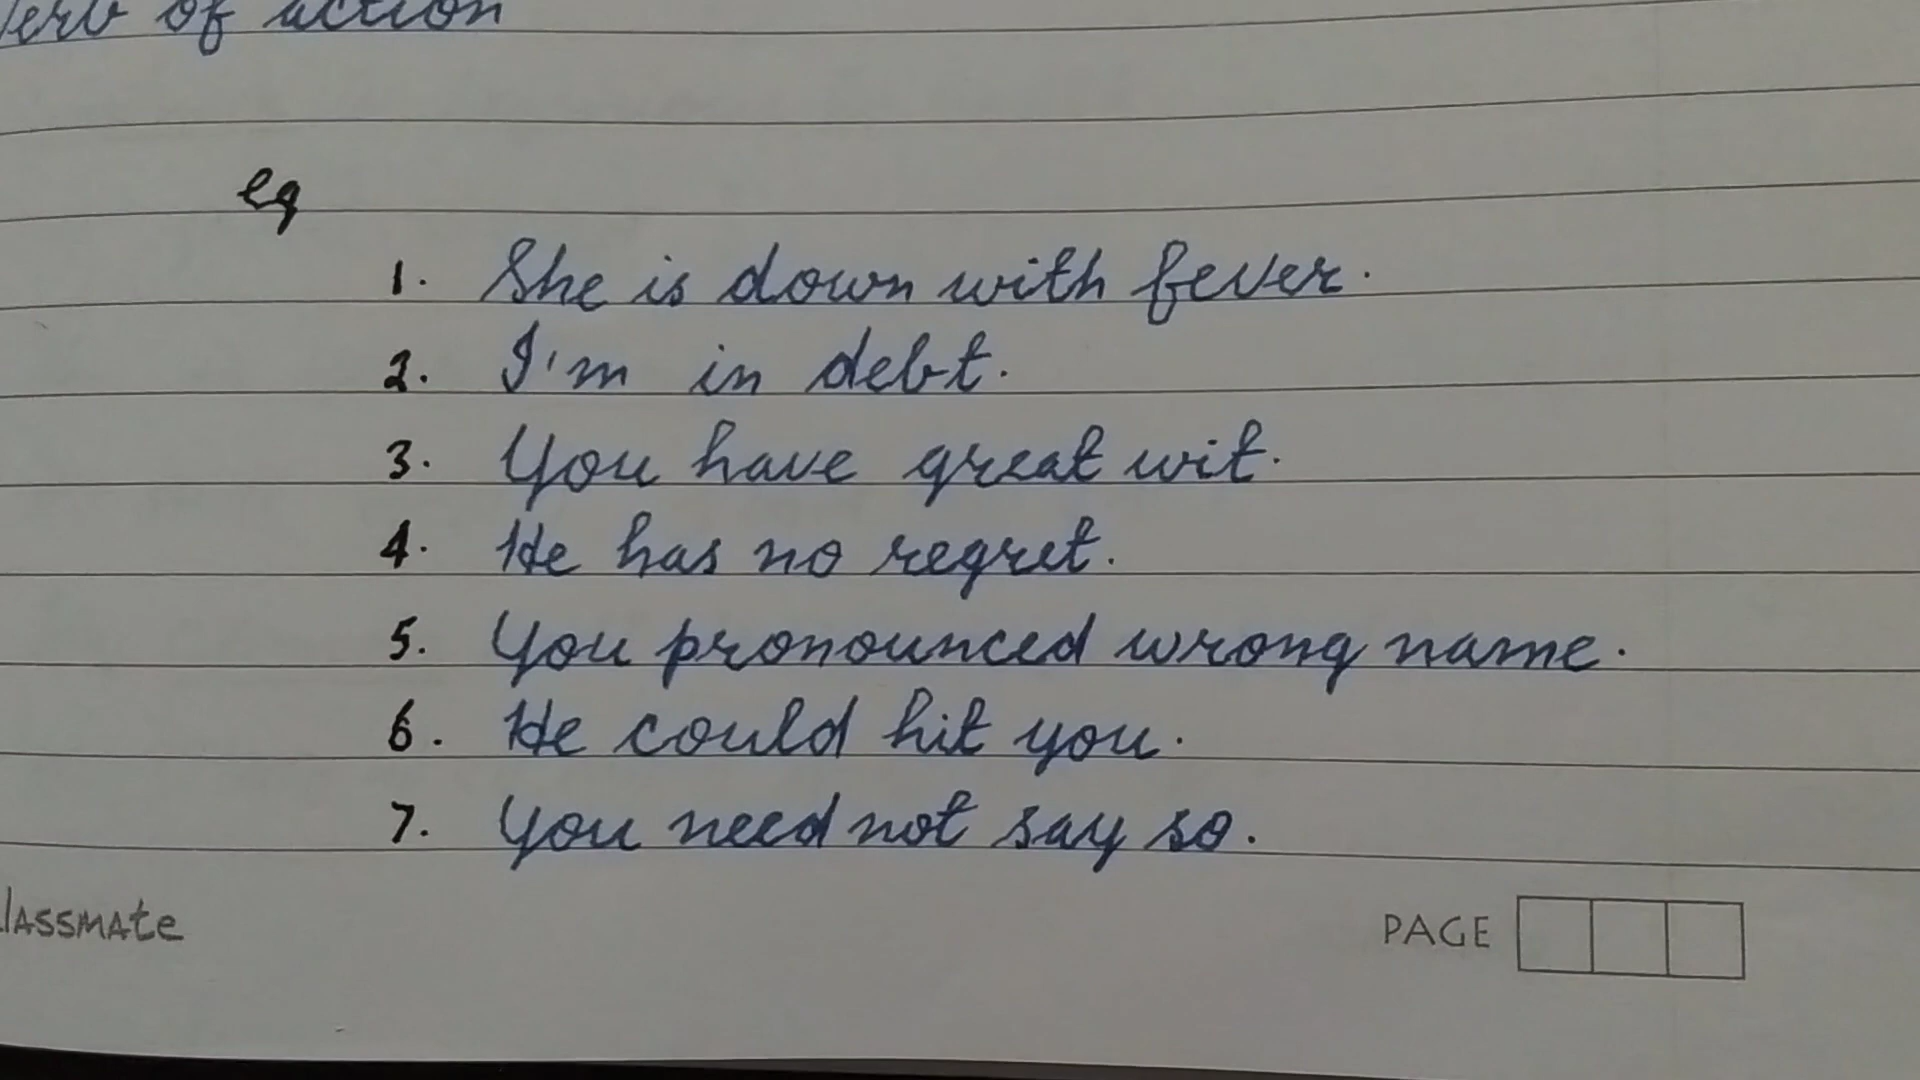 verb of action
eg
1. She is down with fever.
2. I'm in debt.
3. You have great wit.
4. He has no regret.
5. You pronounced wrong name.
6. He could hit you.
7. You need not say so.
classmate
PAGE